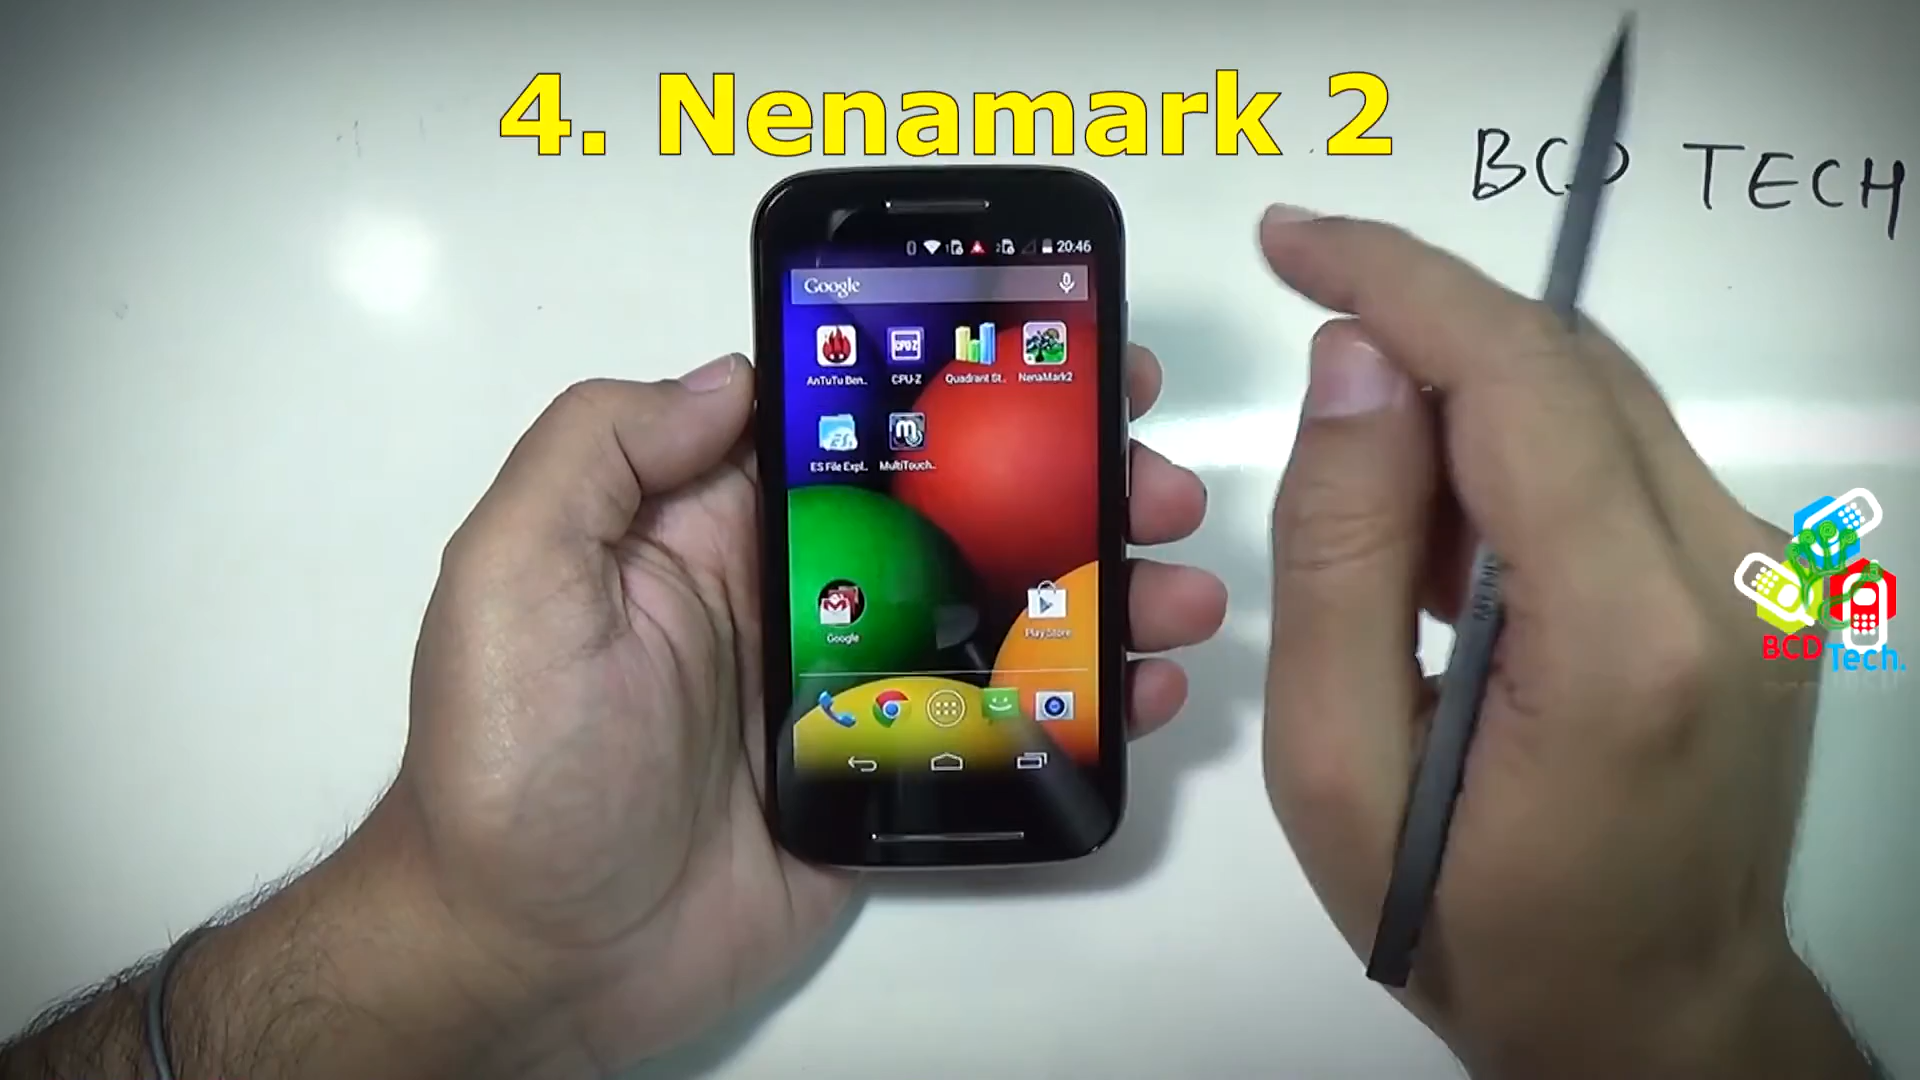 4. Nenamark 2
BCD TECH
20:46
Google
AnTuTu Ben..
CPU-Z
Quadrant St..
NenaMark2
ES File Expl..
MultiTouch..
Google
Play Store
BCD Tech.